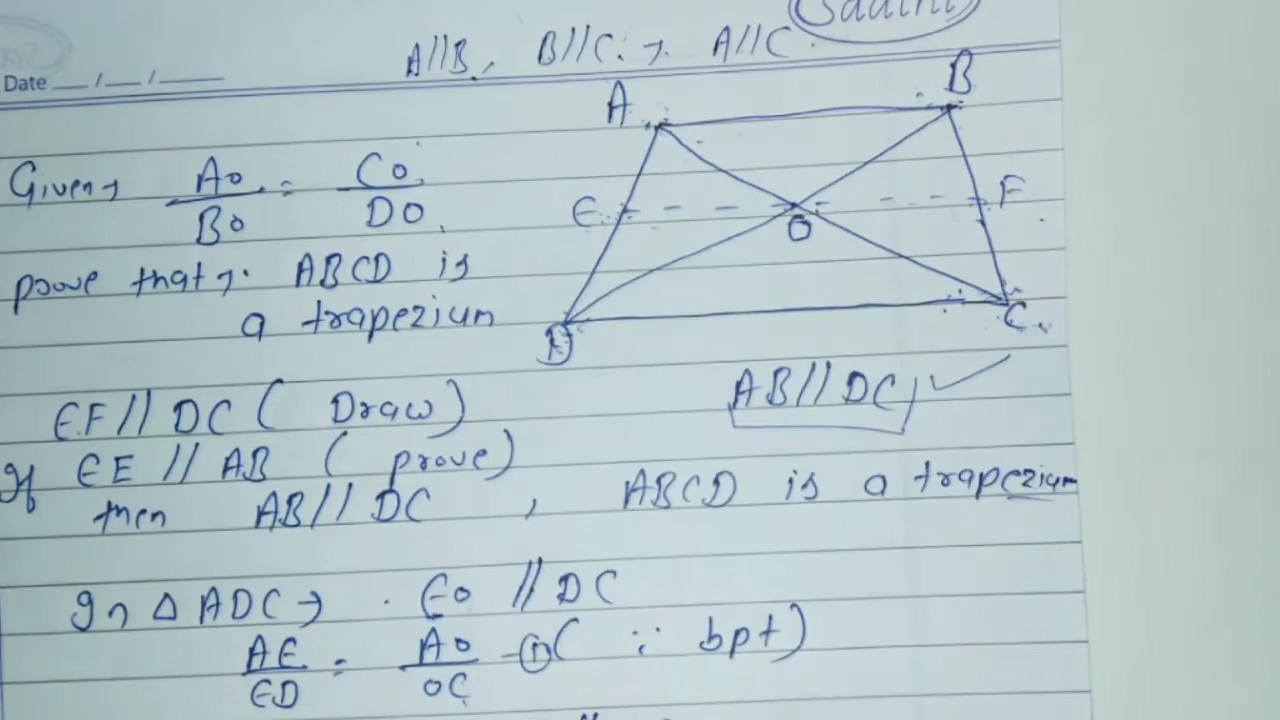 A//B, B//C. → A//C.
Date __/__/____
A B
Given → AO/BO = CO/DO
E F
O
prove that → ABCD is
a trapezium
D C
AB//DC
EF//DC (Draw)
If EE // AB (prove)
then AB//DC, ABCD is a trapezium
In △ADC → EO //DC
AE/ED = AO/OC - ① (∵ bpt)